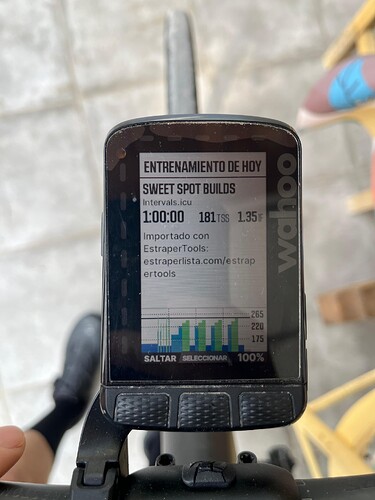 ENTRENAMIENTO DE HOY
SWEET SPOT BUILDS
Intervals.icu
1:00:00 181 TSS 1.35 IF
Importado con
EstraperTools:
estraperlista.com/estrap
ertools
265
220
175
SALTAR SELECCIONAR 100%
wahoo